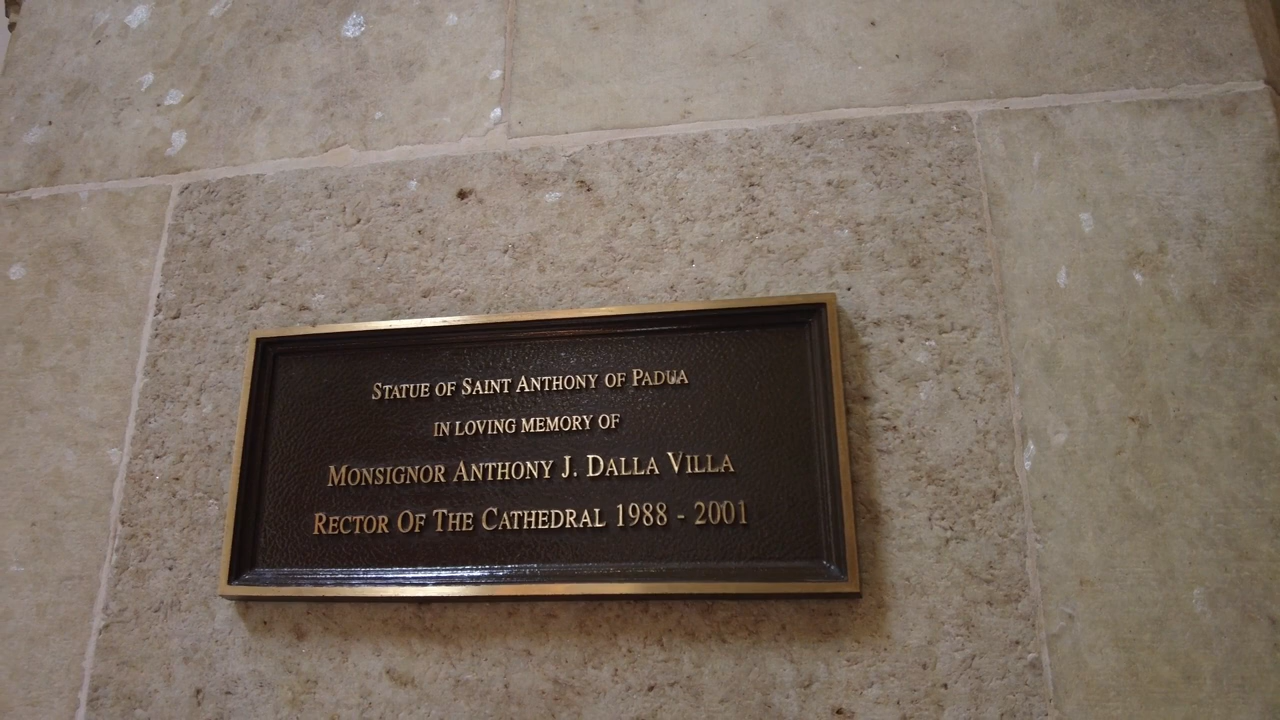 STATUE OF SAINT ANTHONY OF PADUA
IN LOVING MEMORY OF
MONSIGNOR ANTHONY J. DALLA VILLA
RECTOR OF THE CATHEDRAL 1988 - 2001